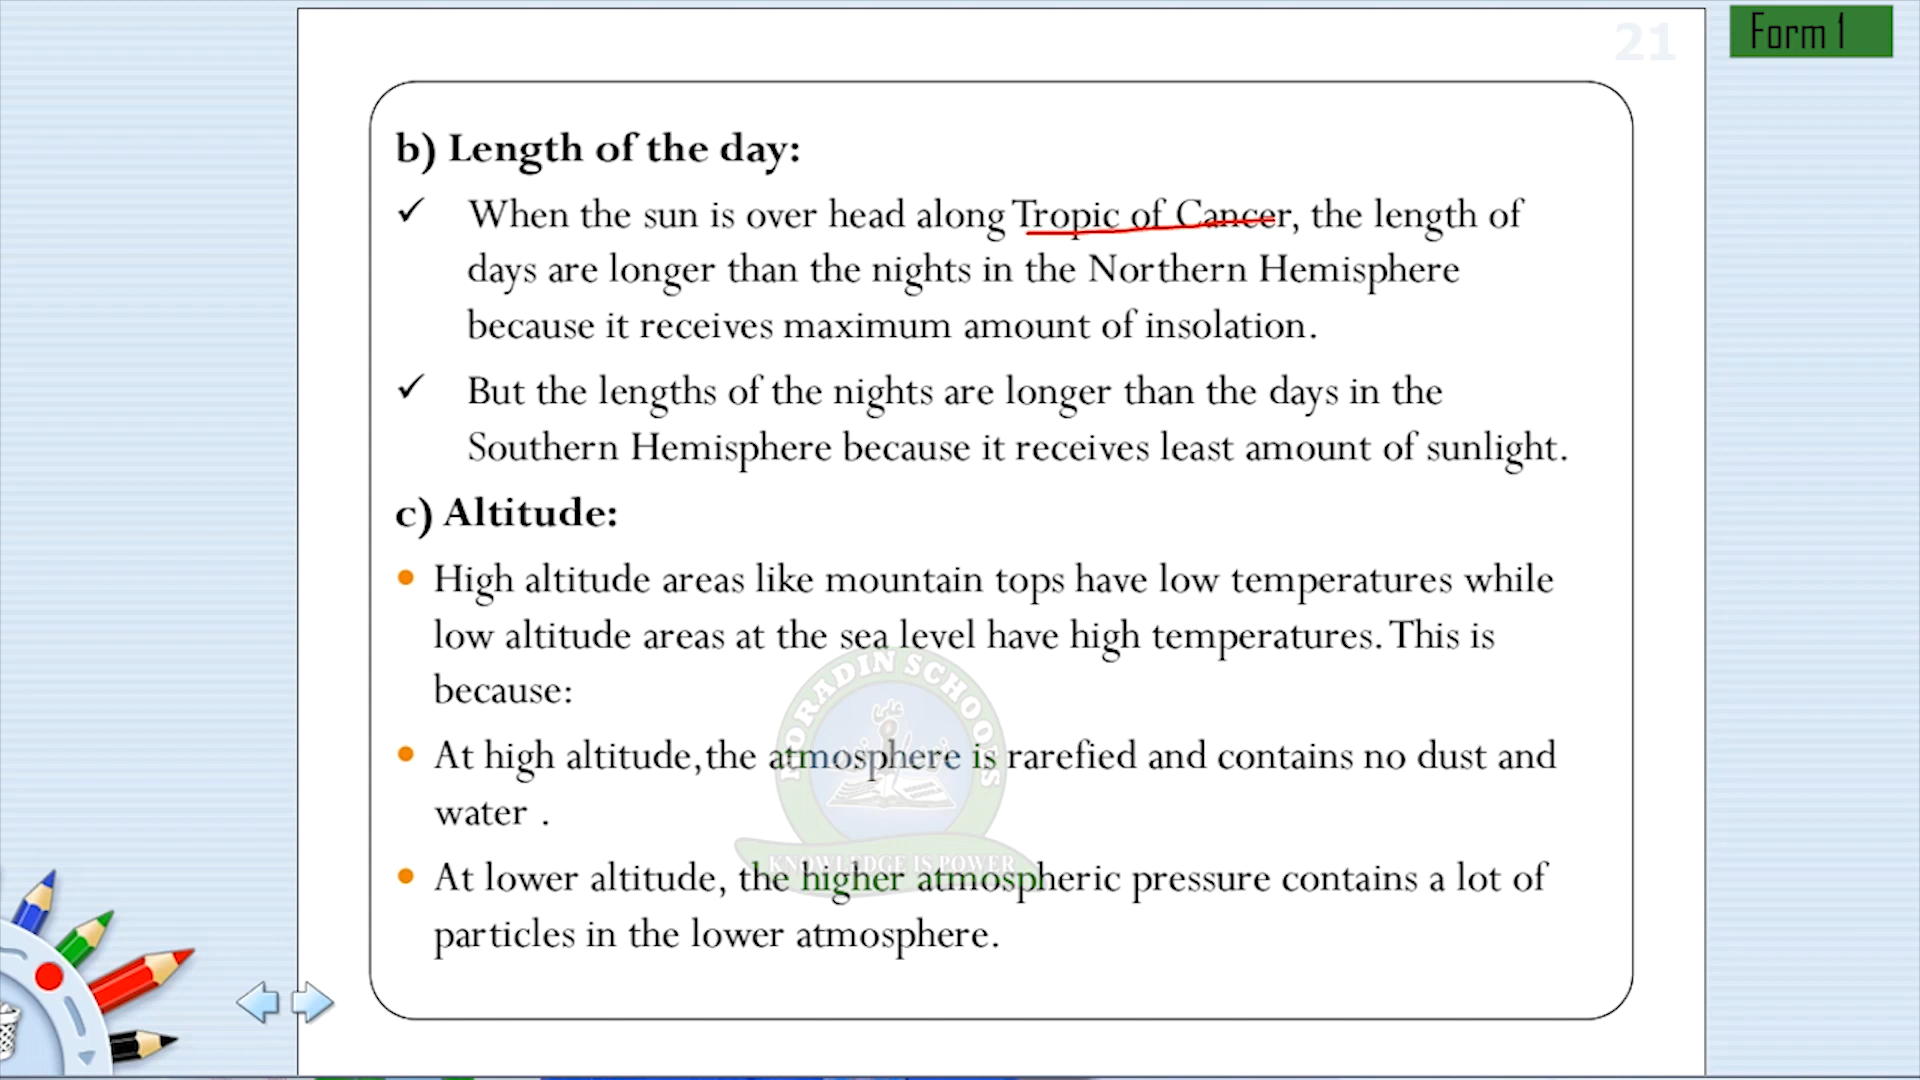 21
Form 1
b) Length of the day:
✓ When the sun is over head along Tropic of Cancer, the length of
days are longer than the nights in the Northern Hemisphere
because it receives maximum amount of insolation.
✓ But the lengths of the nights are longer than the days in the
Southern Hemisphere because it receives least amount of sunlight.
c) Altitude:
• High altitude areas like mountain tops have low temperatures while
low altitude areas at the sea level have high temperatures. This is
because:
• At high altitude,the atmosphere is rarefied and contains no dust and
water .
• At lower altitude, the higher atmospheric pressure contains a lot of
particles in the lower atmosphere.
SCHOOLS
KNOWLEDGE IS POWER